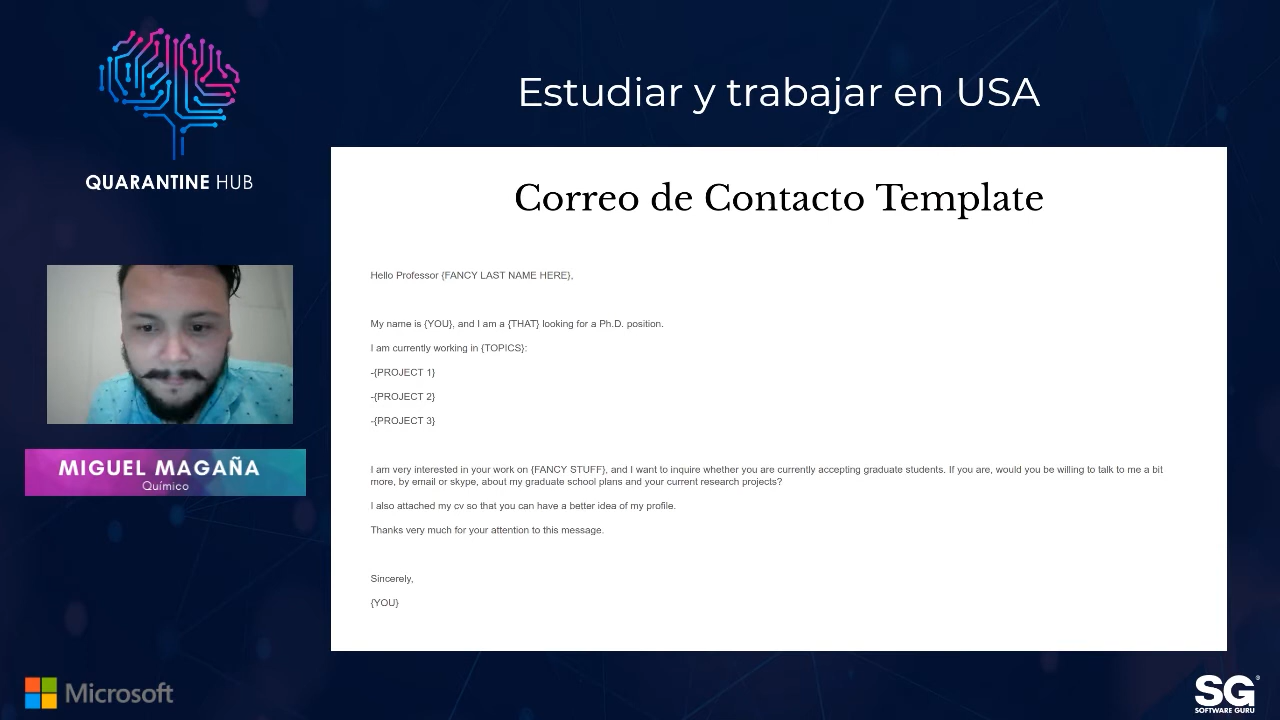 QUARANTINE HUB
Estudiar y trabajar en USA
Correo de Contacto Template
Hello Professor {FANCY LAST NAME HERE},
My name is {YOU}, and I am a {THAT} looking for a Ph.D. position.
I am currently working in {TOPICS}:
-{PROJECT 1}
-{PROJECT 2}
-{PROJECT 3}
I am very interested in your work on {FANCY STUFF}, and I want to inquire whether you are currently accepting graduate students. If you are, would you be willing to talk to me a bit
more, by email or skype, about my graduate school plans and your current research projects?
I also attached my cv so that you can have a better idea of my profile.
Thanks very much for your attention to this message.
Sincerely,
{YOU}
MIGUEL MAGAÑA
Químico
Microsoft
SG®
SOFTWARE GURU